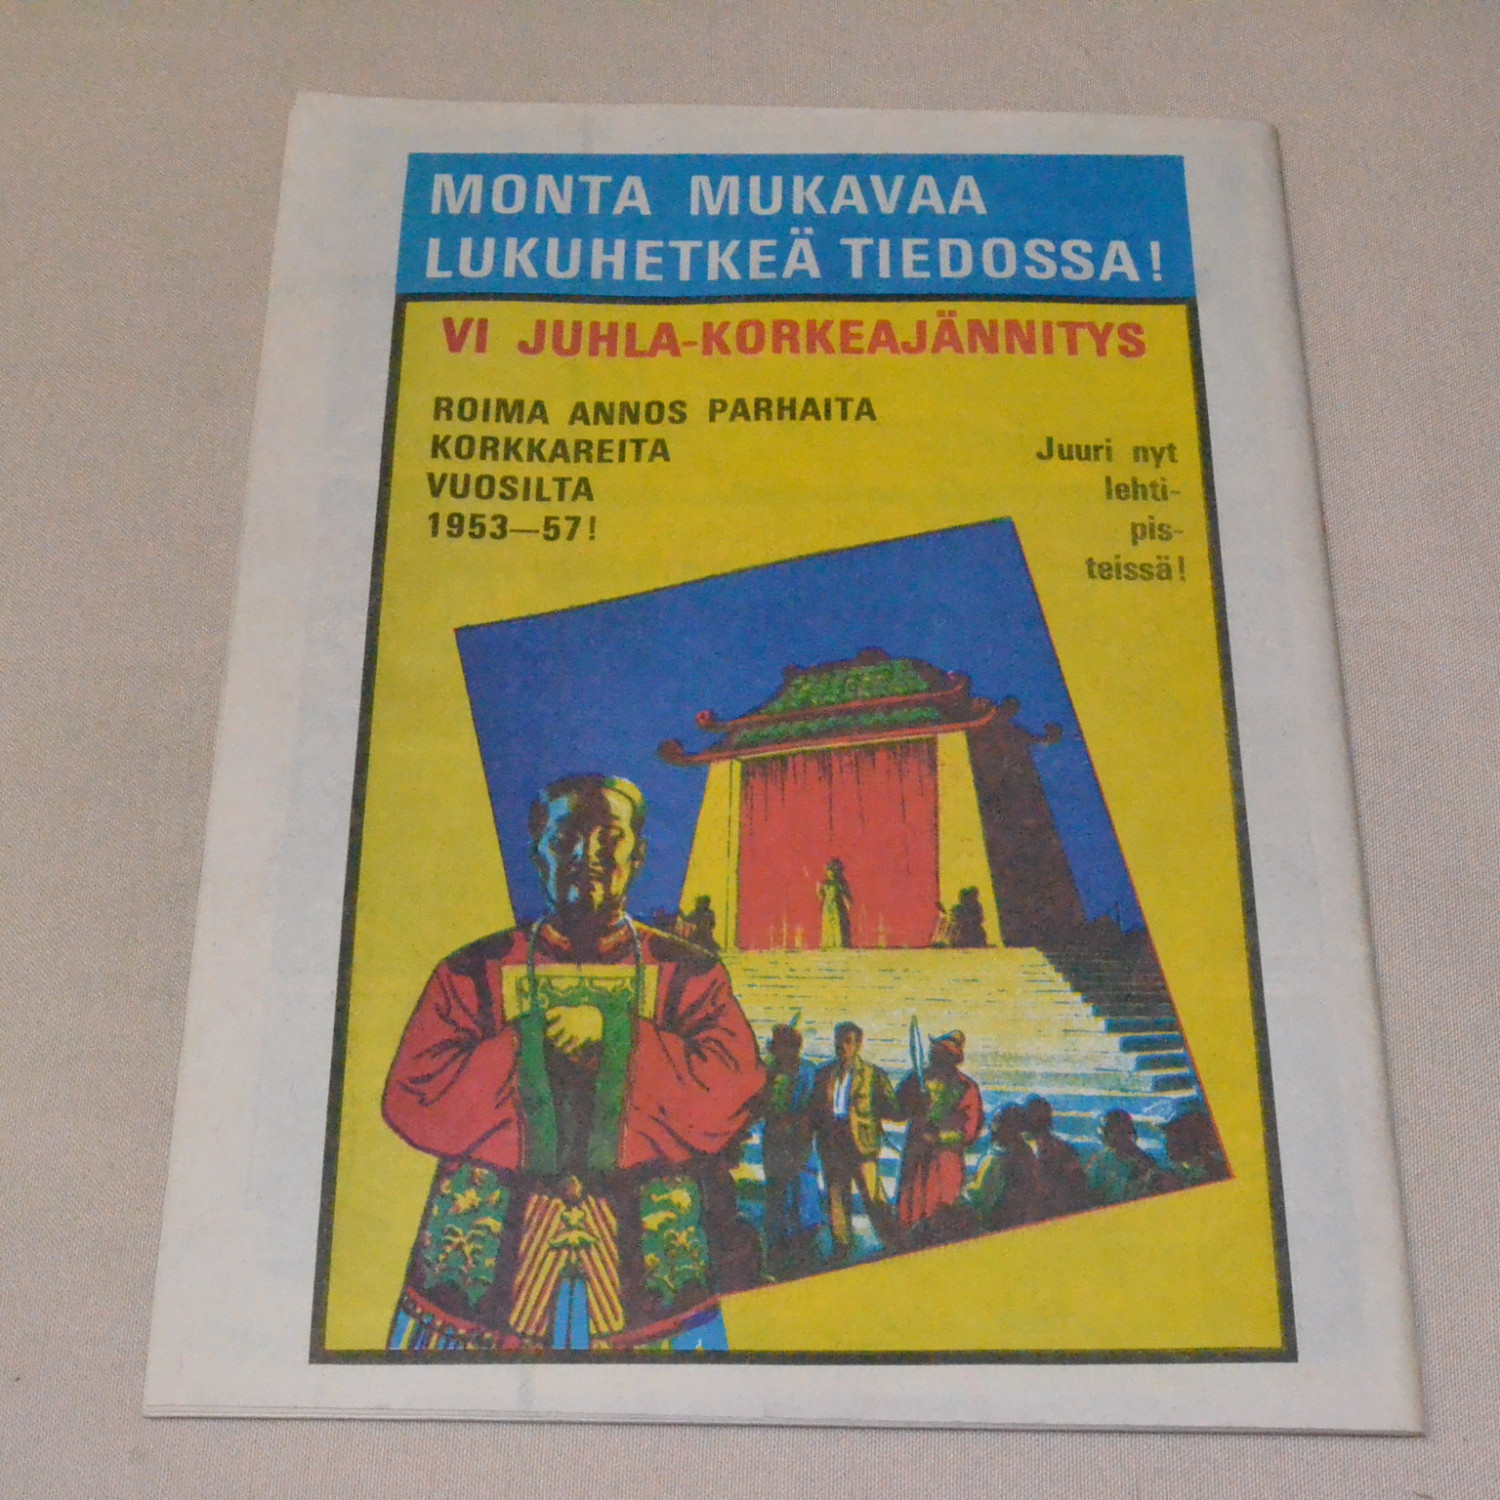 MONTA MUKAVAA
LUKUHETKEÄ TIEDOSSA!
VI JUHLA-KORKEAJÄNNITYS
ROIMA ANNOS PARHAITA
KORKKAREITA
VUOSILTA
1953—57!
Juuri nyt
lehti-
pis-
teissä!